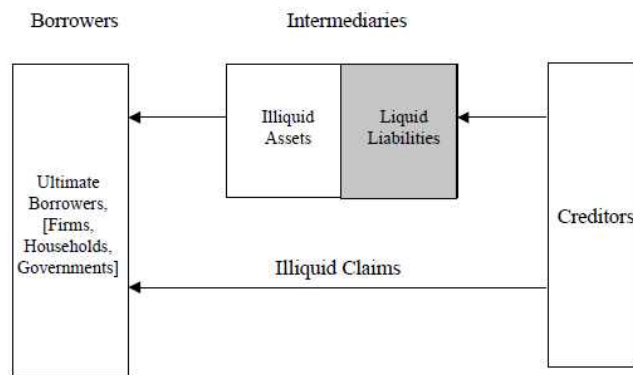 Borrowers
Intermediaries
Illiquid
Assets
Liquid
Liabilities
Ultimate
Borrowers,
[Firms,
Households,
Governments]
Creditors
Illiquid Claims